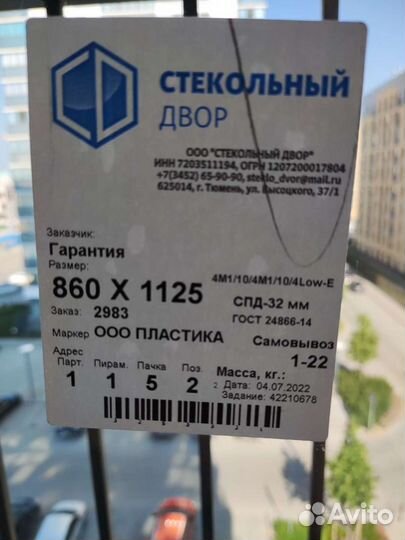 СТЕКОЛЬНЫЙ
ДВОР
ООО "СТЕКОЛЬНЫЙ ДВОР"
ИНН 7203511194, ОГРН 1207200017804
+7(3452) 65-90-90, steklo_dvor@mail.ru
625014, г. Тюмень, ул. Высоцкого, 37/1
Заказчик:
Гарантия
Размер:
4М1/10/4М1/10/4Low-E
860 X 1125
СПД-32 мм
Заказ: 2983
ГОСТ 24866-14
Маркер ООО ПЛАСТИКА
Самовывоз
Адрес
1-22
Парт. Пирам. Пачка Поз. Масса, кг.:
1 1 5 2
2 Дата: 04.07.2022
Задание: 42210678
Avito